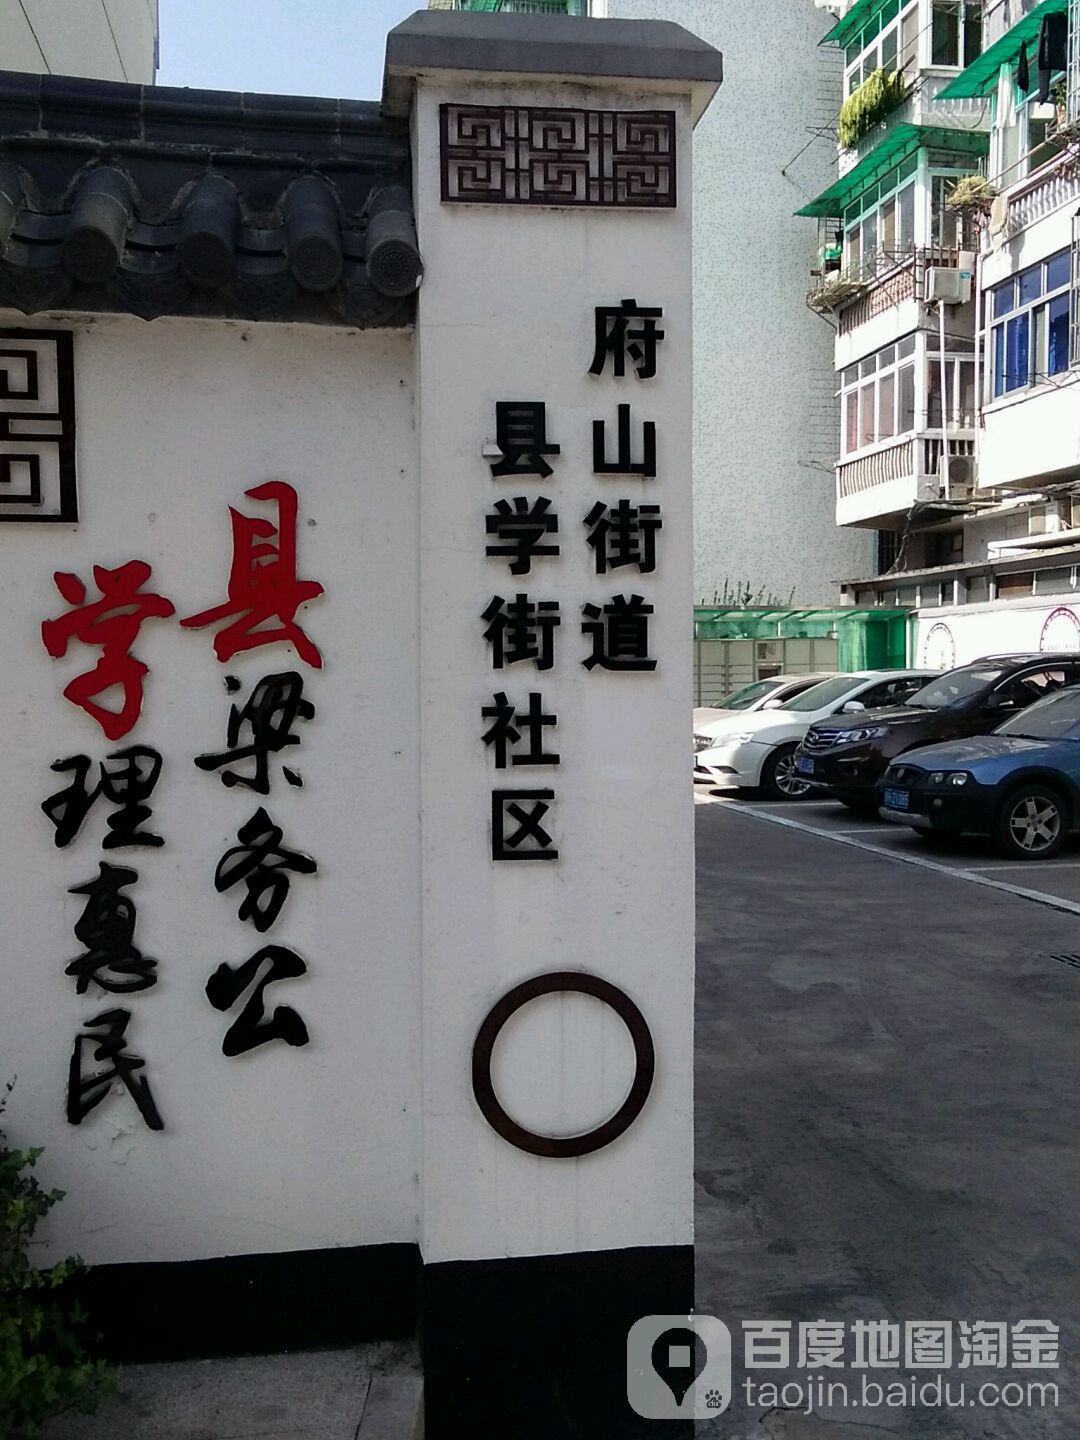 府山街道
县学街社区
县梁务公
学理惠民
百度地图淘金
taojin.baidu.com